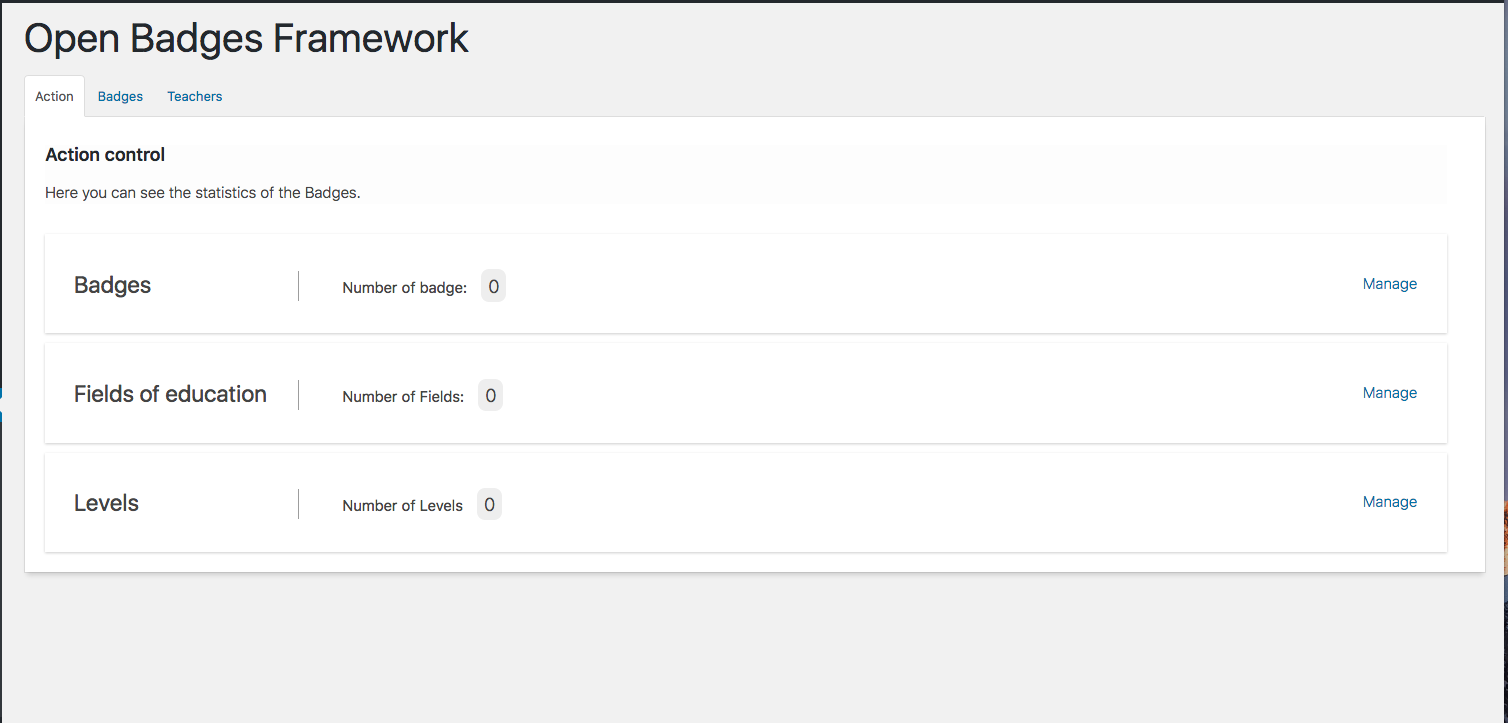 Open Badges Framework
Action Badges Teachers
Action control
Here you can see the statistics of the Badges.
Badges Number of badge: 0 Manage
Fields of education Number of Fields: 0 Manage
Levels Number of Levels 0 Manage